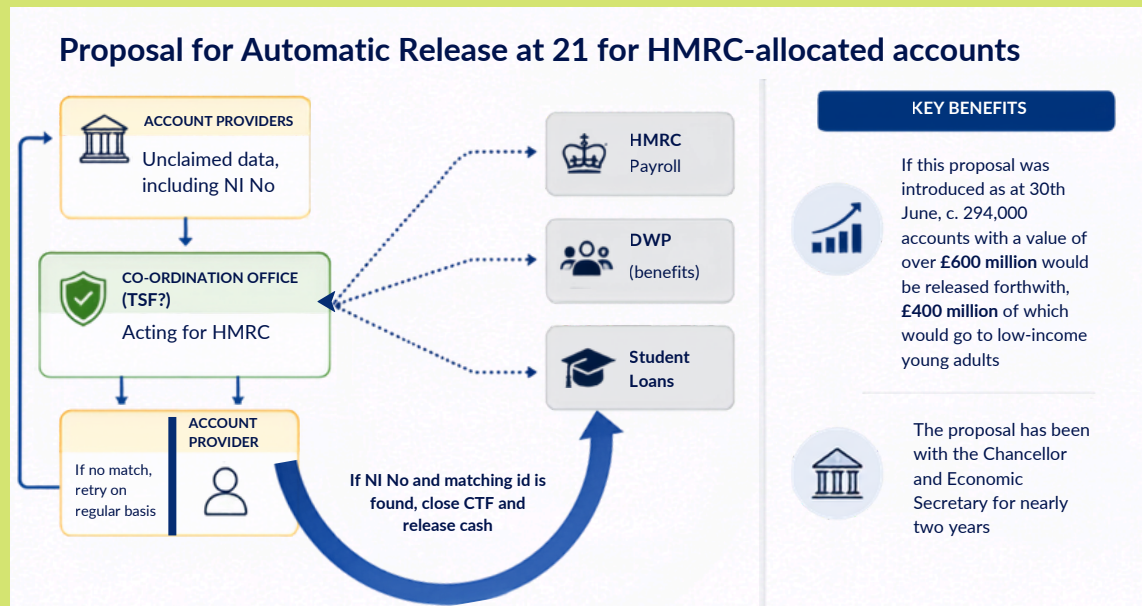 Proposal for Automatic Release at 21 for HMRC-allocated accounts
ACCOUNT PROVIDERS
Unclaimed data,
including NI No
CO-ORDINATION OFFICE
(TSF?)
Acting for HMRC
If no match,
retry on
regular basis
ACCOUNT
PROVIDER
If NI No and matching id is
found, close CTF and
release cash
HMRC
Payroll
DWP
(benefits)
Student
Loans
KEY BENEFITS
If this proposal was
introduced as at 30th
June, c. 294,000
accounts with a value of
over £600 million would
be released forthwith,
£400 million of which
would go to low-income
young adults
The proposal has been
with the Chancellor
and Economic
Secretary for nearly
two years